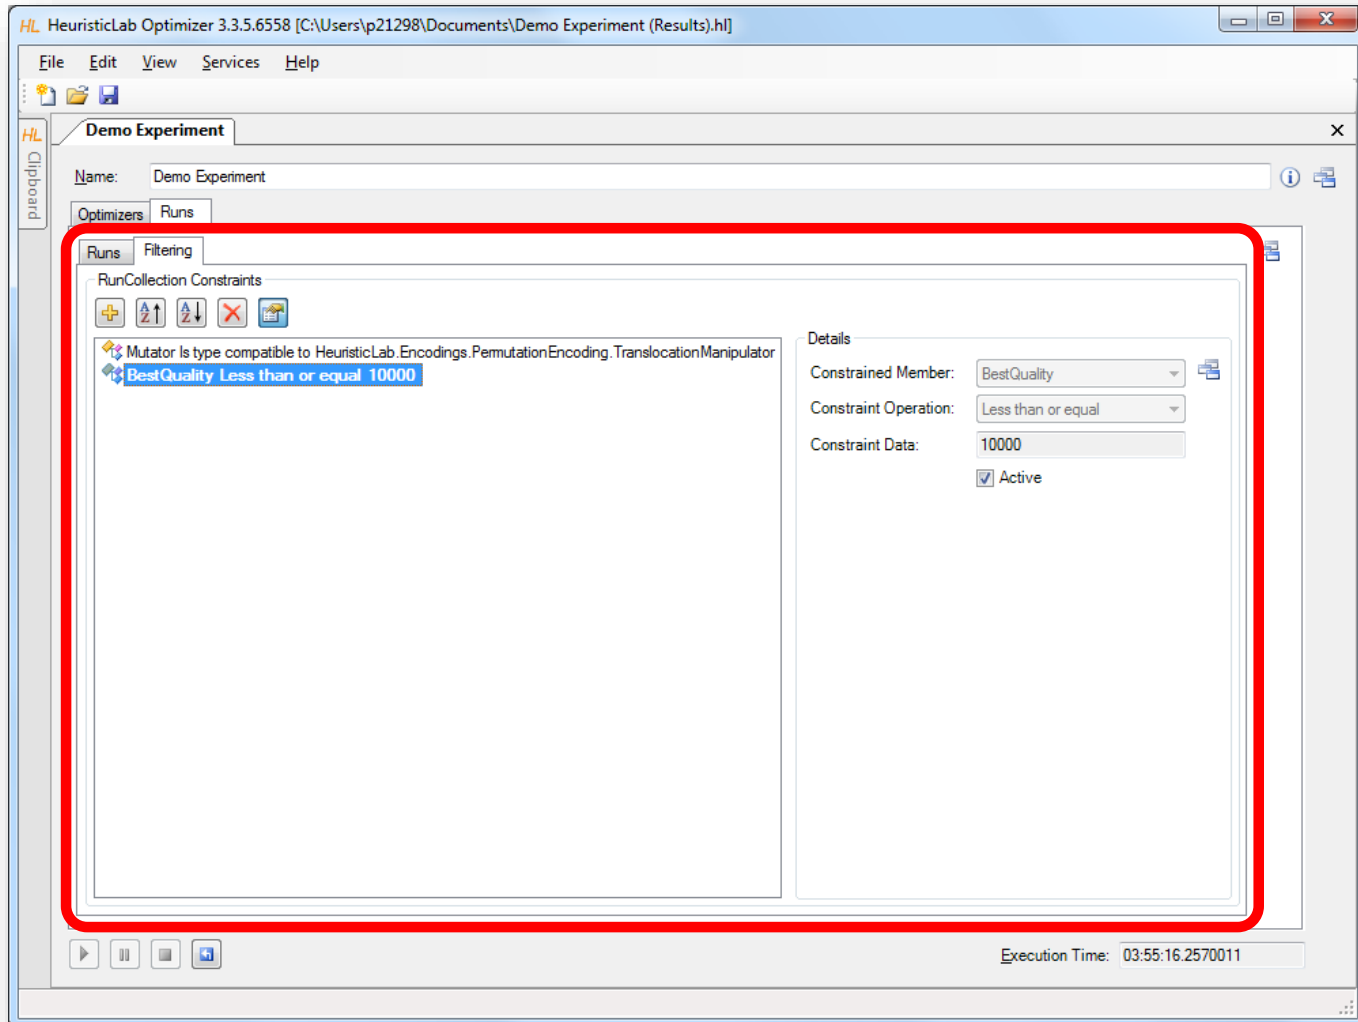 HL HeuristicLab Optimizer 3.3.5.6558 [C:\Users\p21298\Documents\Demo Experiment (Results).hl]
File Edit View Services Help
HL Clipboard
Demo Experiment
Name: Demo Experiment
Optimizers Runs
Runs Filtering
RunCollection Constraints
Mutator Is type compatible to HeuristicLab.Encodings.PermutationEncoding.TranslocationManipulator
BestQuality Less than or equal 10000
Details
Constrained Member: BestQuality
Constraint Operation: Less than or equal
Constraint Data: 10000
Active
Execution Time: 03:55:16.2570011